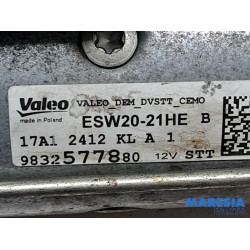 Valeo VALEO_DEM_DVSTT_CEMO
Made in Poland ESW20-21HE B
17A1 2412 KL A 1
9832577880 12V STT
MARESIA